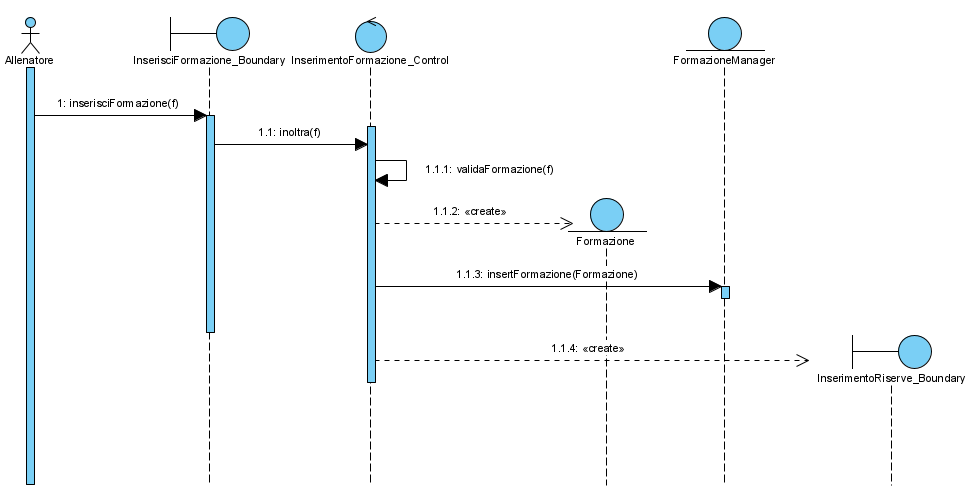 Allenatore
InserisciFormazione_Boundary
InserimentoFormazione_Control
FormazioneManager
1: inserisciFormazione(f)
1.1: inoltra(f)
1.1.1: validaFormazione(f)
1.1.2: «create»
Formazione
1.1.3: insertFormazione(Formazione)
1.1.4: «create»
InserimentoRiserve_Boundary